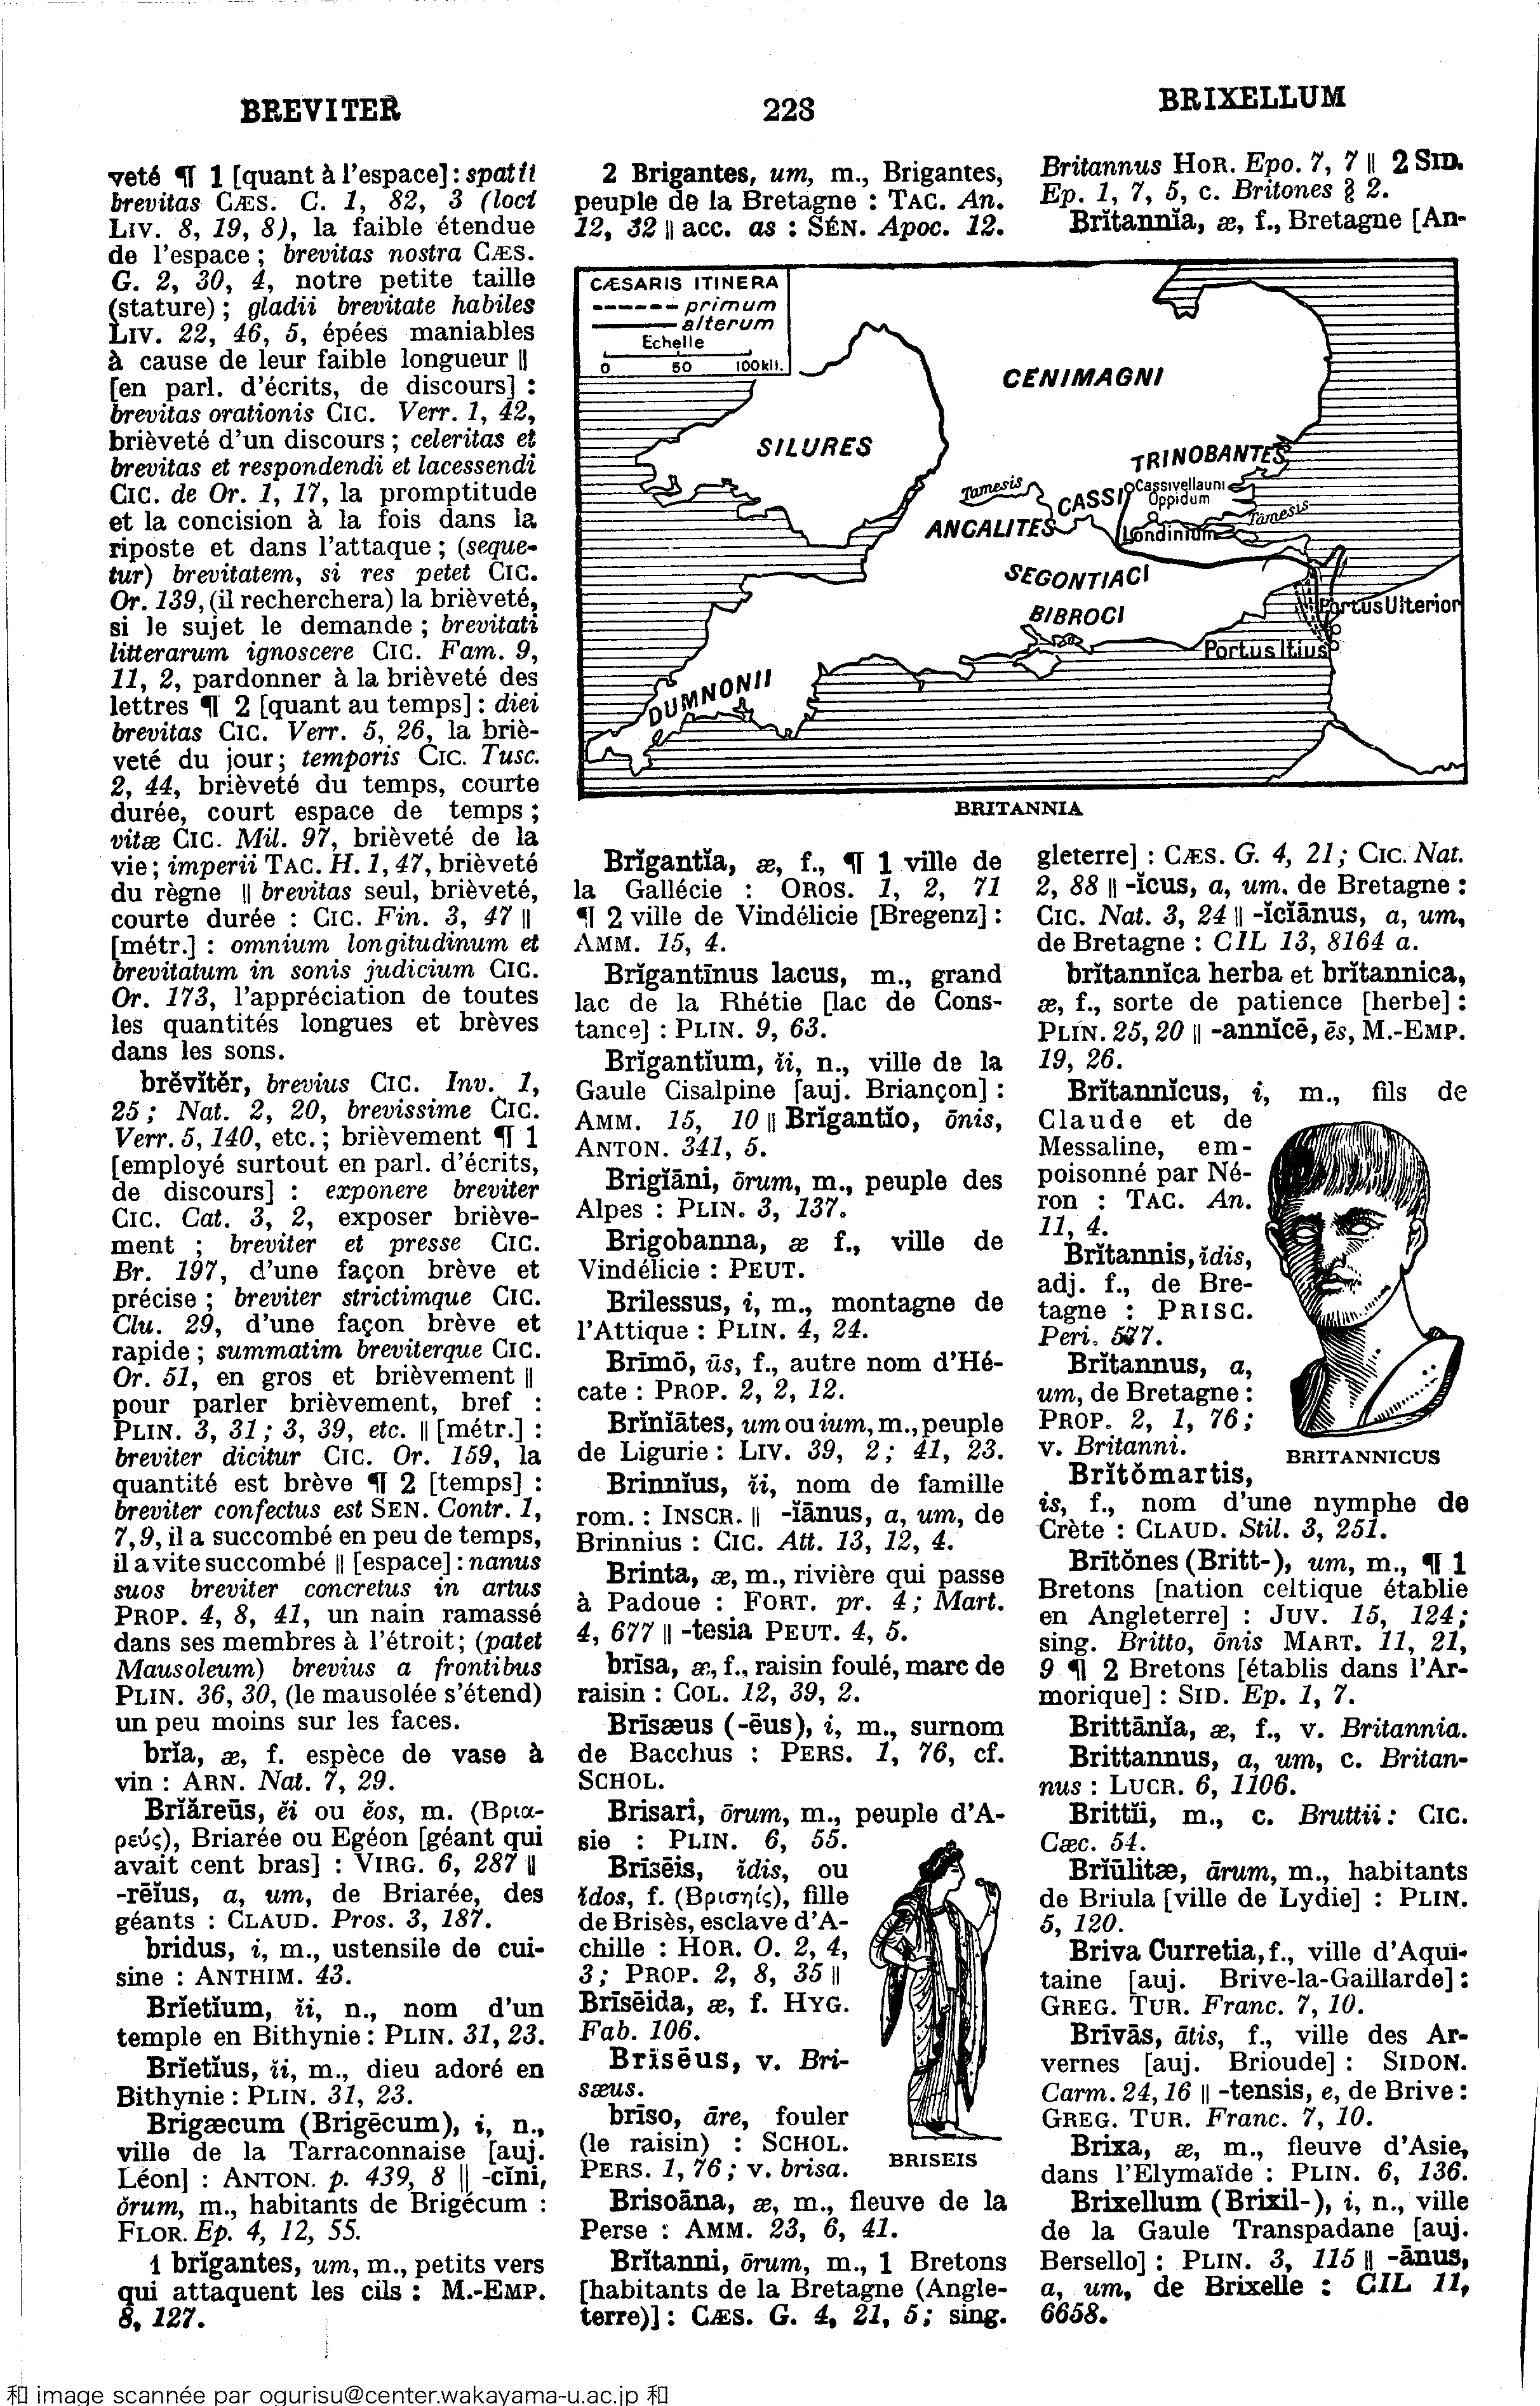 BREVITER
228
BRIXELLUM
veté ¶ 1 [quant à l'espace] : spatii
brevitas CÆS. C. 1, 82, 3 (loci
LIV. 8, 19, 8), la faible étendue
de l'espace ; brevitas nostra CÆS.
G. 2, 30, 4, notre petite taille
(stature) ; gladii brevitate habiles
LIV. 22, 46, 5, épées maniables
à cause de leur faible longueur ||
[en parl. d'écrits, de discours] :
brevitas orationis CIC. Verr. 1, 42,
brièveté d'un discours ; celeritas et
brevitas et respondendi et lacessendi
CIC. de Or. 1, 17, la promptitude
et la concision à la fois dans la
riposte et dans l'attaque ; (seque-
tur) brevitatem, si res petet CIC.
Or. 139, (il recherchera) la brièveté,
si le sujet le demande ; brevitati
litterarum ignoscere CIC. Fam. 9,
11, 2, pardonner à la brièveté des
lettres ¶ 2 [quant au temps] : diei
brevitas CIC. Verr. 5, 26, la briè-
veté du jour ; temporis CIC. Tusc.
2, 44, brièveté du temps, courte
durée, court espace de temps ;
vitæ CIC. Mil. 97, brièveté de la
vie ; imperii TAC. H. 1, 47, brièveté
du règne || brevitas seul, brièveté,
courte durée : CIC. Fin. 3, 47 ||
[métr.] : omnium longitudinum et
brevitatum in sonis judicium CIC.
Or. 173, l'appréciation de toutes
les quantités longues et brèves
dans les sons.
brĕvĭtĕr, brevius CIC. Inv. 1,
25 ; Nat. 2, 20, brevissime CIC.
Verr. 5, 140, etc. ; brièvement ¶ 1
[employé surtout en parl. d'écrits,
de discours] : exponere breviter
CIC. Cat. 3, 2, exposer briève-
ment ; breviter et presse CIC.
Br. 197, d'une façon brève et
précise ; breviter strictimque CIC.
Clu. 29, d'une façon brève et
rapide ; summatim breviterque CIC.
Or. 51, en gros et brièvement ||
pour parler brièvement, bref :
PLIN. 3, 31 ; 3, 39, etc. || [métr.] :
breviter dicitur CIC. Or. 159, la
quantité est brève ¶ 2 [temps] :
breviter confectus est SEN. Contr. 1,
7, 9, il a succombé en peu de temps,
il a vite succombé || [espace] : nanus
suos breviter concretus in artus
PROP. 4, 8, 41, un nain ramassé
dans ses membres à l'étroit ; (patet
Mausoleum) brevius a frontibus
PLIN. 36, 30, (le mausolée s'étend)
un peu moins sur les faces.
bria, æ, f. espèce de vase à
vin : ARN. Nat. 7, 29.
Brĭăreūs, ĕi ou ĕos, m. (Βρια-
ρεύς), Briarée ou Egéon [géant qui
avait cent bras] : VIRG. 6, 287 ||
-rēĭus, a, um, de Briarée, des
géants : CLAUD. Pros. 3, 187.
bridus, i, m., ustensile de cui-
sine : ANTHIM. 43.
Brĭetĭum, ĭi, n., nom d'un
temple en Bithynie : PLIN. 31, 23.
Brĭetĭus, ĭi, m., dieu adoré en
Bithynie : PLIN. 31, 23.
Brigæcum (Brigēcum), i, n.,
ville de la Tarraconnaise [auj.
Léon] : ANTON. p. 439, 8 || -cĭni,
ōrum, m., habitants de Brigécum :
FLOR. Ep. 4, 12, 55.
1 brĭgantes, um, m., petits vers
qui attaquent les cils : M.-EMP.
8, 127.
2 Brigantes, um, m., Brigantes,
peuple de la Bretagne : TAC. An.
12, 32 || acc. as : SÉN. Apoc. 12.
CÆSARIS ITINERA
primum
alterum
Echelle
0 50 100kil.
CENIMAGNI
SILURES
TRINOBANTES
Tamesis
CASSI
Cassivellauni
Oppidum
Tamesis
ANCALITES
Londinium
SEGONTIACI
BIBROCI
Portus Ulterior
Portus Itius
DUMNONII
BRITANNIA
Brĭgantĭa, æ, f., ¶ 1 ville de
la Gallécie : OROS. 1, 2, 71
¶ 2 ville de Vindélicie [Bregenz] :
AMM. 15, 4.
Brĭgantīnus lacus, m., grand
lac de la Rhétie [lac de Cons-
tance] : PLIN. 9, 63.
Brĭgantĭum, ĭi, n., ville de la
Gaule Cisalpine [auj. Briançon] :
AMM. 15, 10 || Brĭgantĭo, ōnis,
ANTON. 341, 5.
Brigĭāni, ōrum, m., peuple des
Alpes : PLIN. 3, 137.
Brigobanna, æ f., ville de
Vindélicie : PEUT.
Brilessus, i, m., montagne de
l'Attique : PLIN. 4, 24.
Brīmō, ūs, f., autre nom d'Hé-
cate : PROP. 2, 2, 12.
Brĭnĭātes, um ou ium, m., peuple
de Ligurie : LIV. 39, 2 ; 41, 23.
Brinnĭus, ĭi, nom de famille
rom. : INSCR. || -ĭānus, a, um, de
Brinnius : CIC. Att. 13, 12, 4.
Brinta, æ, m., rivière qui passe
à Padoue : FORT. pr. 4 ; Mart.
4, 677 || -tesia PEUT. 4, 5.
brīsa, æ, f., raisin foulé, marc de
raisin : COL. 12, 39, 2.
Brīsæus (-ēus), i, m., surnom
de Bacchus : PERS. 1, 76, cf.
SCHOL.
Brisari, ōrum, m., peuple d'A-
sie : PLIN. 6, 55.
Brīsēis, ĭdis, ou
ĭdos, f. (Βρισηίς), fille
de Brisès, esclave d'A-
chille : HOR. O. 2, 4,
3 ; PROP. 2, 8, 35 ||
Brīsēida, æ, f. HYG.
Fab. 106.
Brīsēus, v. Bri-
sæus.
brīso, āre, fouler
(le raisin) : SCHOL.
PERS. 1, 76 ; v. brisa.
BRISEIS
Brisoāna, æ, m., fleuve de la
Perse : AMM. 23, 6, 41.
Brĭtanni, ōrum, m., 1 Bretons
[habitants de la Bretagne (Angle-
terre)] : CÆS. G. 4, 21, 5 ; sing.
Britannus HOR. Epo. 7, 7 || 2 SID.
Ep. 1, 7, 5, c. Britones § 2.
Brĭtannĭa, æ, f., Bretagne [An-
gleterre] : CÆS. G. 4, 21 ; CIC. Nat.
2, 88 || -ĭcus, a, um, de Bretagne :
CIC. Nat. 3, 24 || -ĭcĭānus, a, um,
de Bretagne : CIL 13, 8164 a.
brĭtannĭca herba et brĭtannica,
æ, f., sorte de patience [herbe] :
PLIN. 25, 20 || -annĭcē, ēs, M.-EMP.
19, 26.
Brĭtannĭcus, i, m., fils de
Claude et de
Messaline, em-
poisonné par Né-
ron : TAC. An.
11, 4.
Brĭtannis, ĭdis,
adj. f., de Bre-
tagne : PRISC.
Peri. 577.
Brĭtannus, a,
um, de Bretagne :
PROP. 2, 1, 76 ;
v. Britanni.
BRITANNICUS
Brĭtŏmartis,
is, f., nom d'une nymphe de
Crète : CLAUD. Stil. 3, 251.
Brĭtŏnes (Britt-), um, m., ¶ 1
Bretons [nation celtique établie
en Angleterre] : JUV. 15, 124 ;
sing. Britto, ōnis MART. 11, 21,
9 ¶ 2 Bretons [établis dans l'Ar-
morique] : SID. Ep. 1, 7.
Brittānĭa, æ, f., v. Britannia.
Brittannus, a, um, c. Britan-
nus : LUCR. 6, 1106.
Brittĭi, m., c. Bruttii : CIC.
Cæc. 54.
Brĭūlitæ, ārum, m., habitants
de Briula [ville de Lydie] : PLIN.
5, 120.
Briva Curretia, f., ville d'Aqui-
taine [auj. Brive-la-Gaillarde] :
GREG. TUR. Franc. 7, 10.
Brīvās, ātis, f., ville des Ar-
vernes [auj. Brioude] : SIDON.
Carm. 24, 16 || -tensis, e, de Brive :
GREG. TUR. Franc. 7, 10.
Brixa, æ, m., fleuve d'Asie,
dans l'Elymaïde : PLIN. 6, 136.
Brixellum (Brixil-), i, n., ville
de la Gaule Transpadane [auj.
Bersello] : PLIN. 3, 115 || -ānus,
a, um, de Brixelle : CIL 11,
6658.
和 image scannée par ogurisu@center.wakayama-u.ac.jp 和